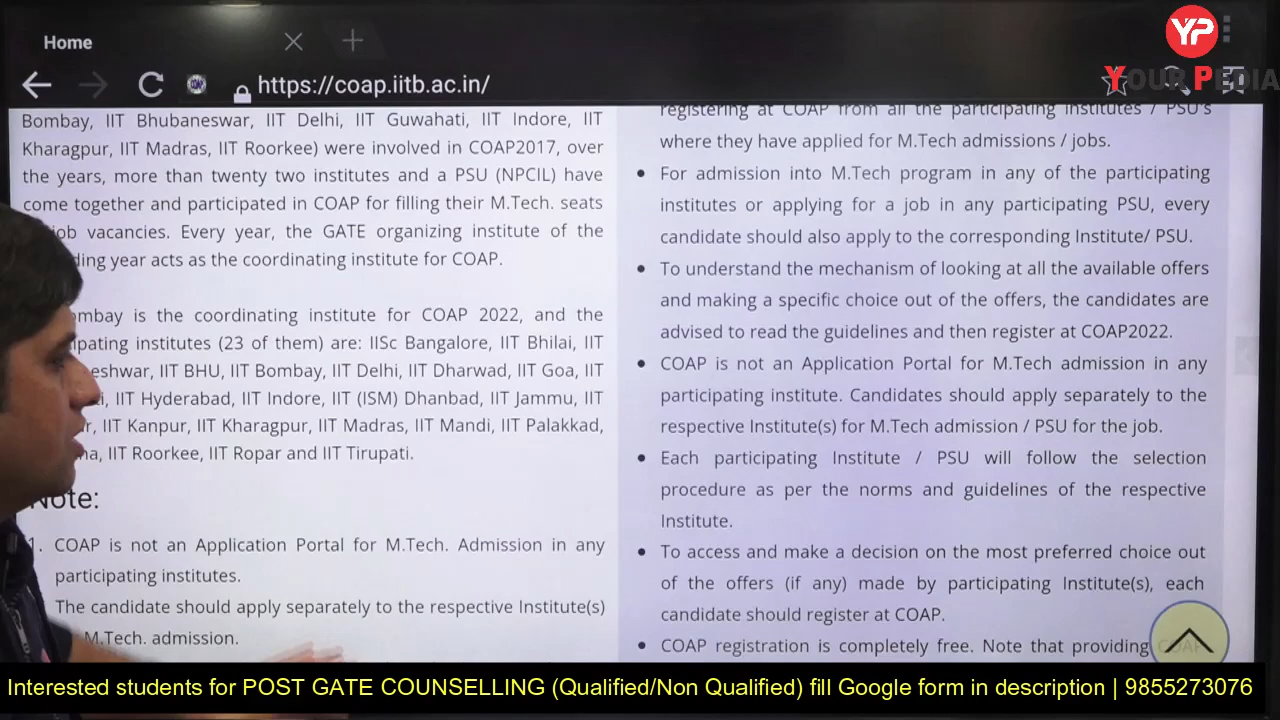 Home
YP
YOUR PEDIA
https://coap.iitb.ac.in/
Bombay, IIT Bhubaneswar, IIT Delhi, IIT Guwahati, IIT Indore, IIT
Kharagpur, IIT Madras, IIT Roorkee) were involved in COAP2017, over
the years, more than twenty two institutes and a PSU (NPCIL) have
come together and participated in COAP for filling their M.Tech. seats
job vacancies. Every year, the GATE organizing institute of the
year acts as the coordinating institute for COAP.
is the coordinating institute for COAP 2022, and the
institutes (23 of them) are: IISc Bangalore, IIT Bhilai, IIT
IIT BHU, IIT Bombay, IIT Delhi, IIT Dharwad, IIT Goa, IIT
IIT Hyderabad, IIT Indore, IIT (ISM) Dhanbad, IIT Jammu, IIT
IIT Kanpur, IIT Kharagpur, IIT Madras, IIT Mandi, IIT Palakkad,
IIT Roorkee, IIT Ropar and IIT Tirupati.
Note:
1. COAP is not an Application Portal for M.Tech. Admission in any
participating institutes.
The candidate should apply separately to the respective Institute(s)
M.Tech. admission.
registering at COAP from all the participating Institutes / PSU's
where they have applied for M.Tech admissions / jobs.
• For admission into M.Tech program in any of the participating
institutes or applying for a job in any participating PSU, every
candidate should also apply to the corresponding Institute/ PSU.
• To understand the mechanism of looking at all the available offers
and making a specific choice out of the offers, the candidates are
advised to read the guidelines and then register at COAP2022.
• COAP is not an Application Portal for M.Tech admission in any
participating institute. Candidates should apply separately to the
respective Institute(s) for M.Tech admission / PSU for the job.
• Each participating Institute / PSU will follow the selection
procedure as per the norms and guidelines of the respective
Institute.
• To access and make a decision on the most preferred choice out
of the offers (if any) made by participating Institute(s), each
candidate should register at COAP.
• COAP registration is completely free. Note that providing COAP
Interested students for POST GATE COUNSELLING (Qualified/Non Qualified) fill Google form in description | 9855273076